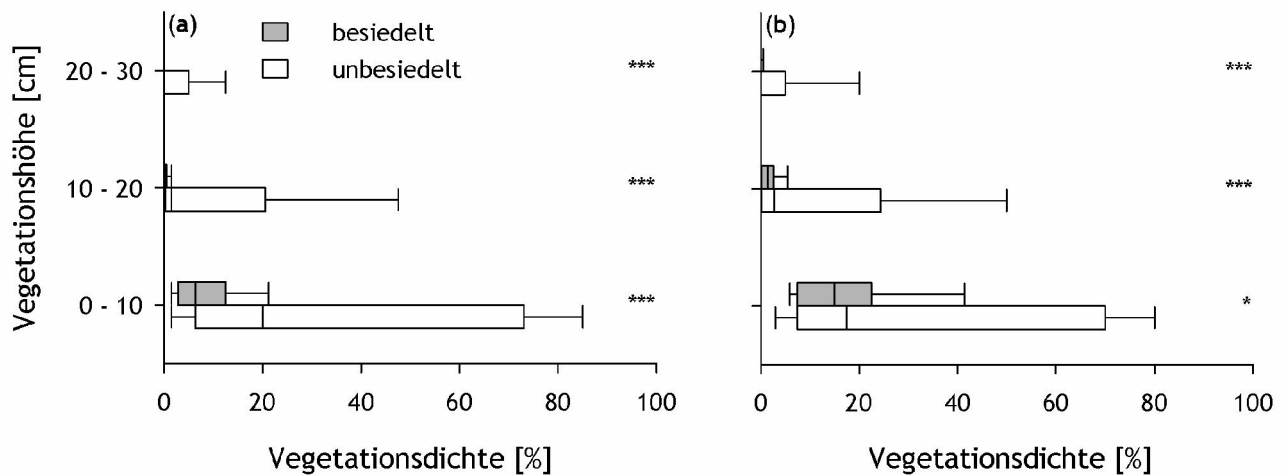 (a)
besiedelt
unbesiedelt
(b)
Vegetationshöhe [cm]
20 - 30
***
***
10 - 20
***
***
0 - 10
***
*
0 20 40 60 80 100
0 20 40 60 80 100
Vegetationsdichte [%]
Vegetationsdichte [%]